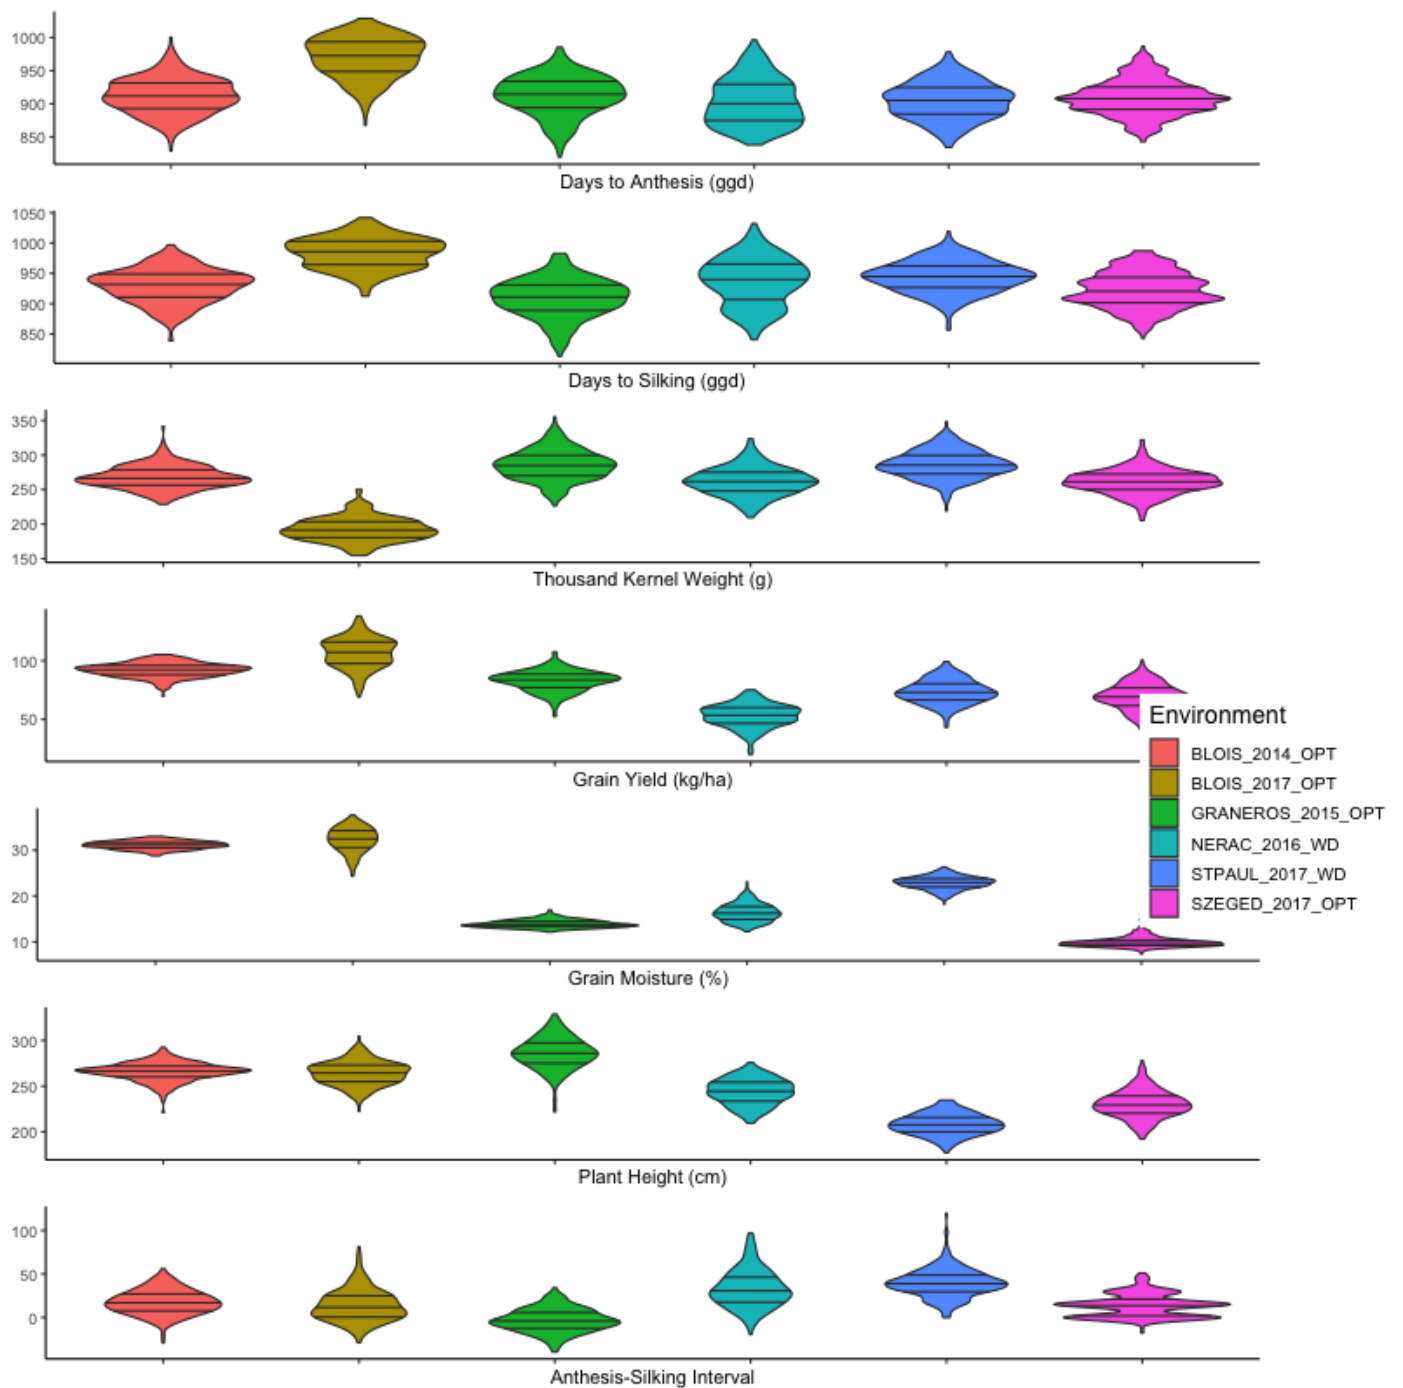 1000
950
900
850
Days to Anthesis (ggd)
1050
1000
950
900
850
Days to Silking (ggd)
350
300
250
200
150
Thousand Kernel Weight (g)
100
50
Grain Yield (kg/ha)
Environment
BLOIS_2014_OPT
BLOIS_2017_OPT
GRANEROS_2015_OPT
NERAC_2016_WD
STPAUL_2017_WD
SZEGED_2017_OPT
30
20
10
Grain Moisture (%)
300
250
200
Plant Height (cm)
100
50
0
Anthesis-Silking Interval